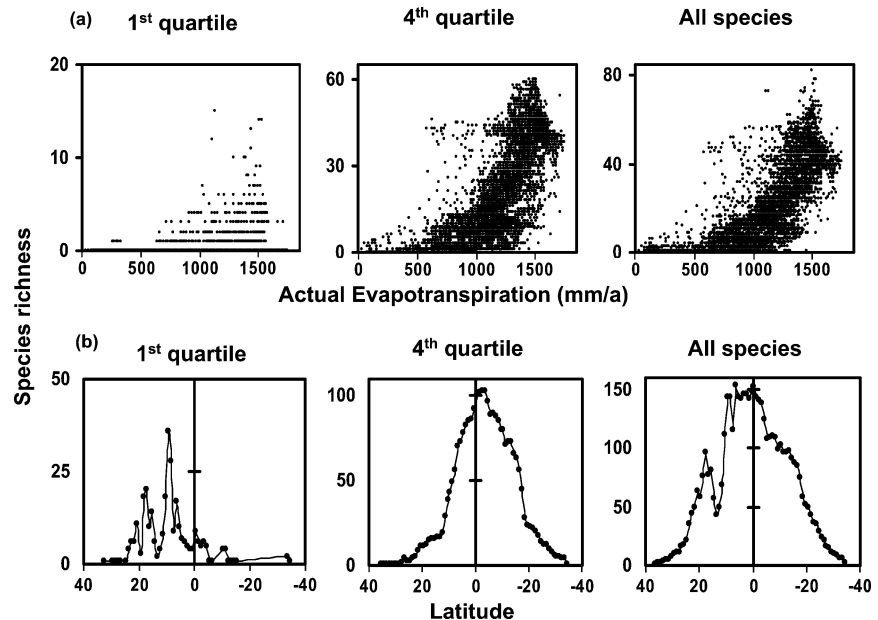 (a)
1st quartile
4th quartile
All species
20
10
0
0 500 1000 1500
60
30
0
0 500 1000 1500
80
40
0
0 500 1000 1500
Species richness
Actual Evapotranspiration (mm/a)
(b)
1st quartile
4th quartile
All species
50
25
0
40 20 0 -20 -40
100
50
0
40 20 0 -20 -40
150
100
50
0
40 20 0 -20 -40
Latitude